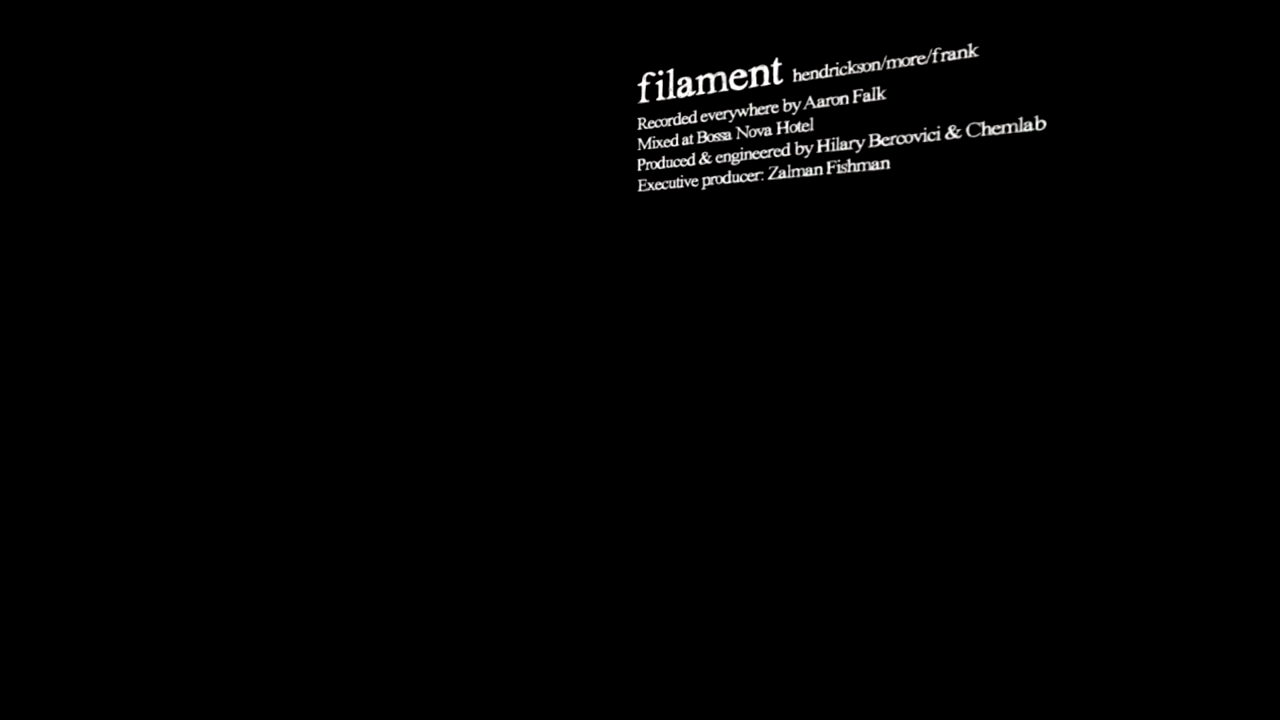 filament hendrickson/more/frank
Recorded everywhere by Aaron Falk
Mixed at Bossa Nova Hotel
Produced & engineered by Hilary Bercovici & Chemlab
Executive producer: Zalman Fishman